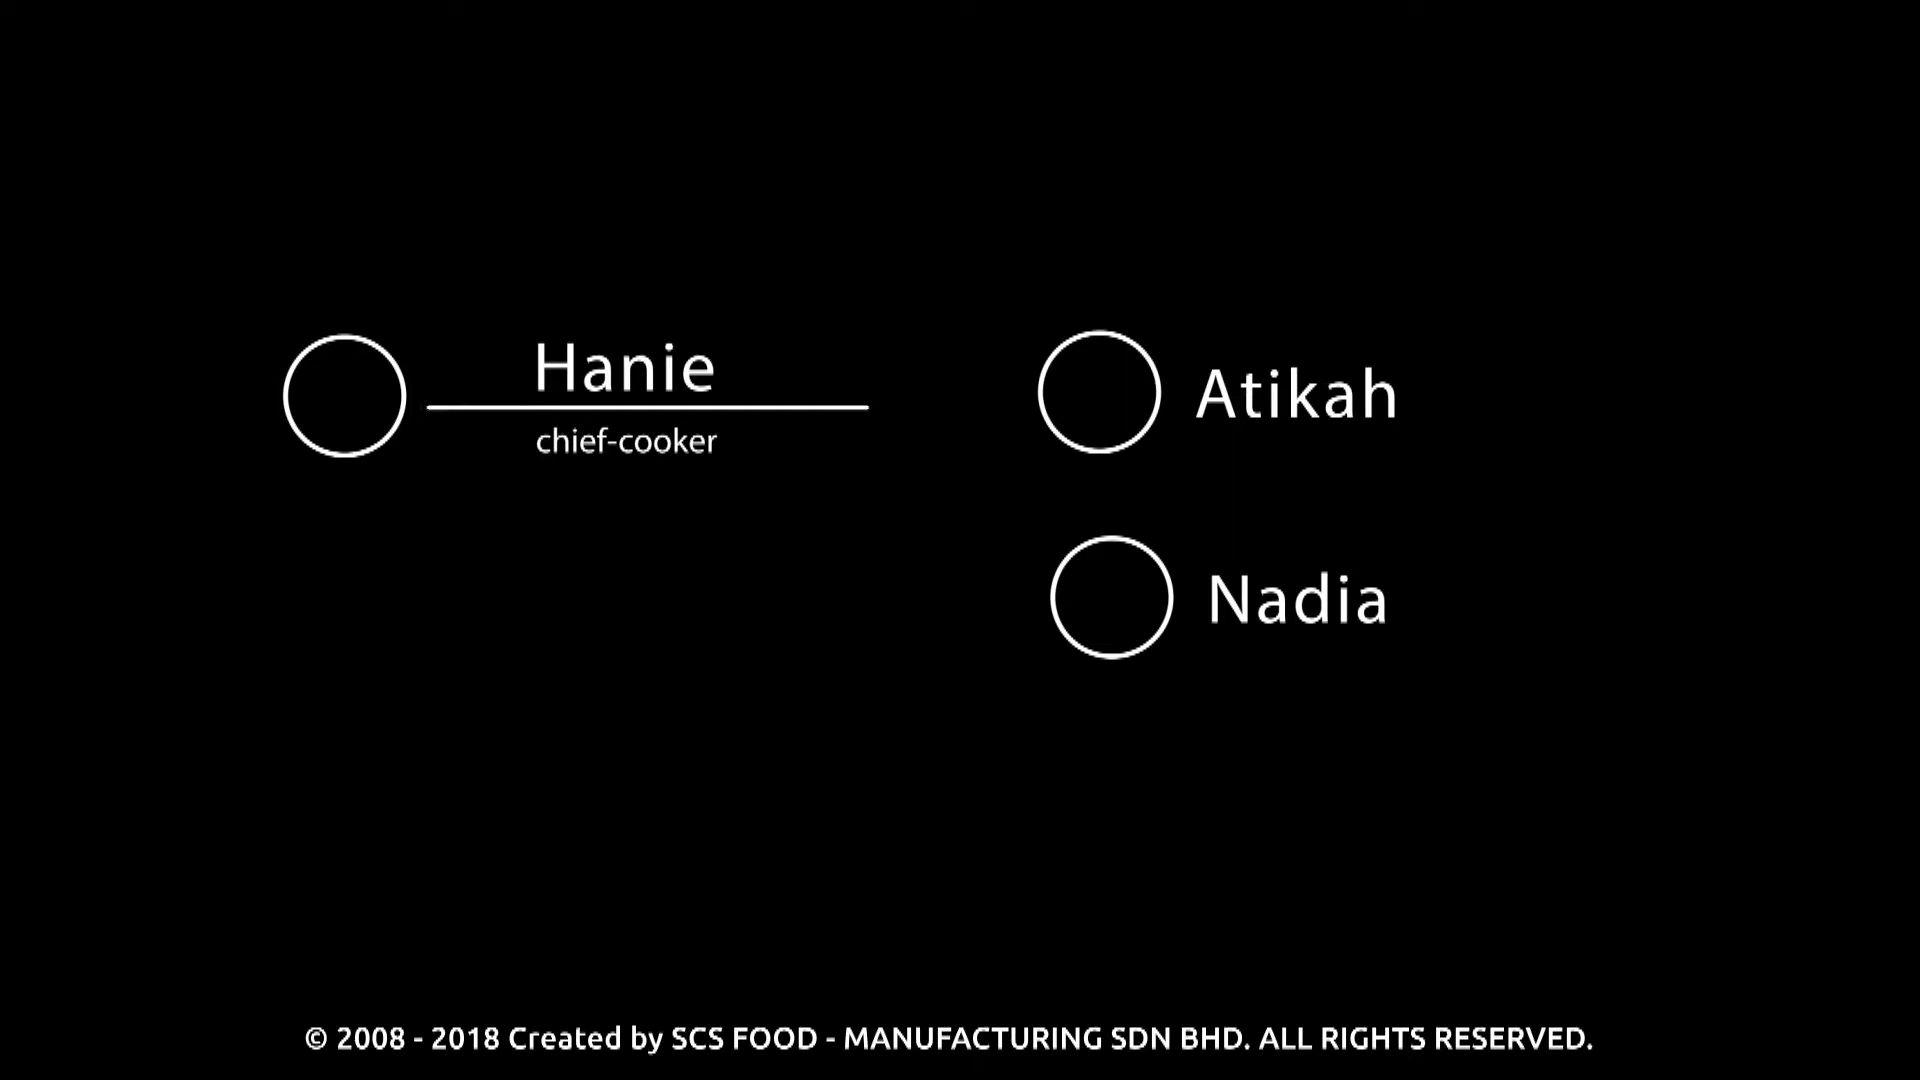 Hanie
chief-cooker
Atikah
Nadia
© 2008 - 2018 Created by SCS FOOD - MANUFACTURING SDN BHD. ALL RIGHTS RESERVED.